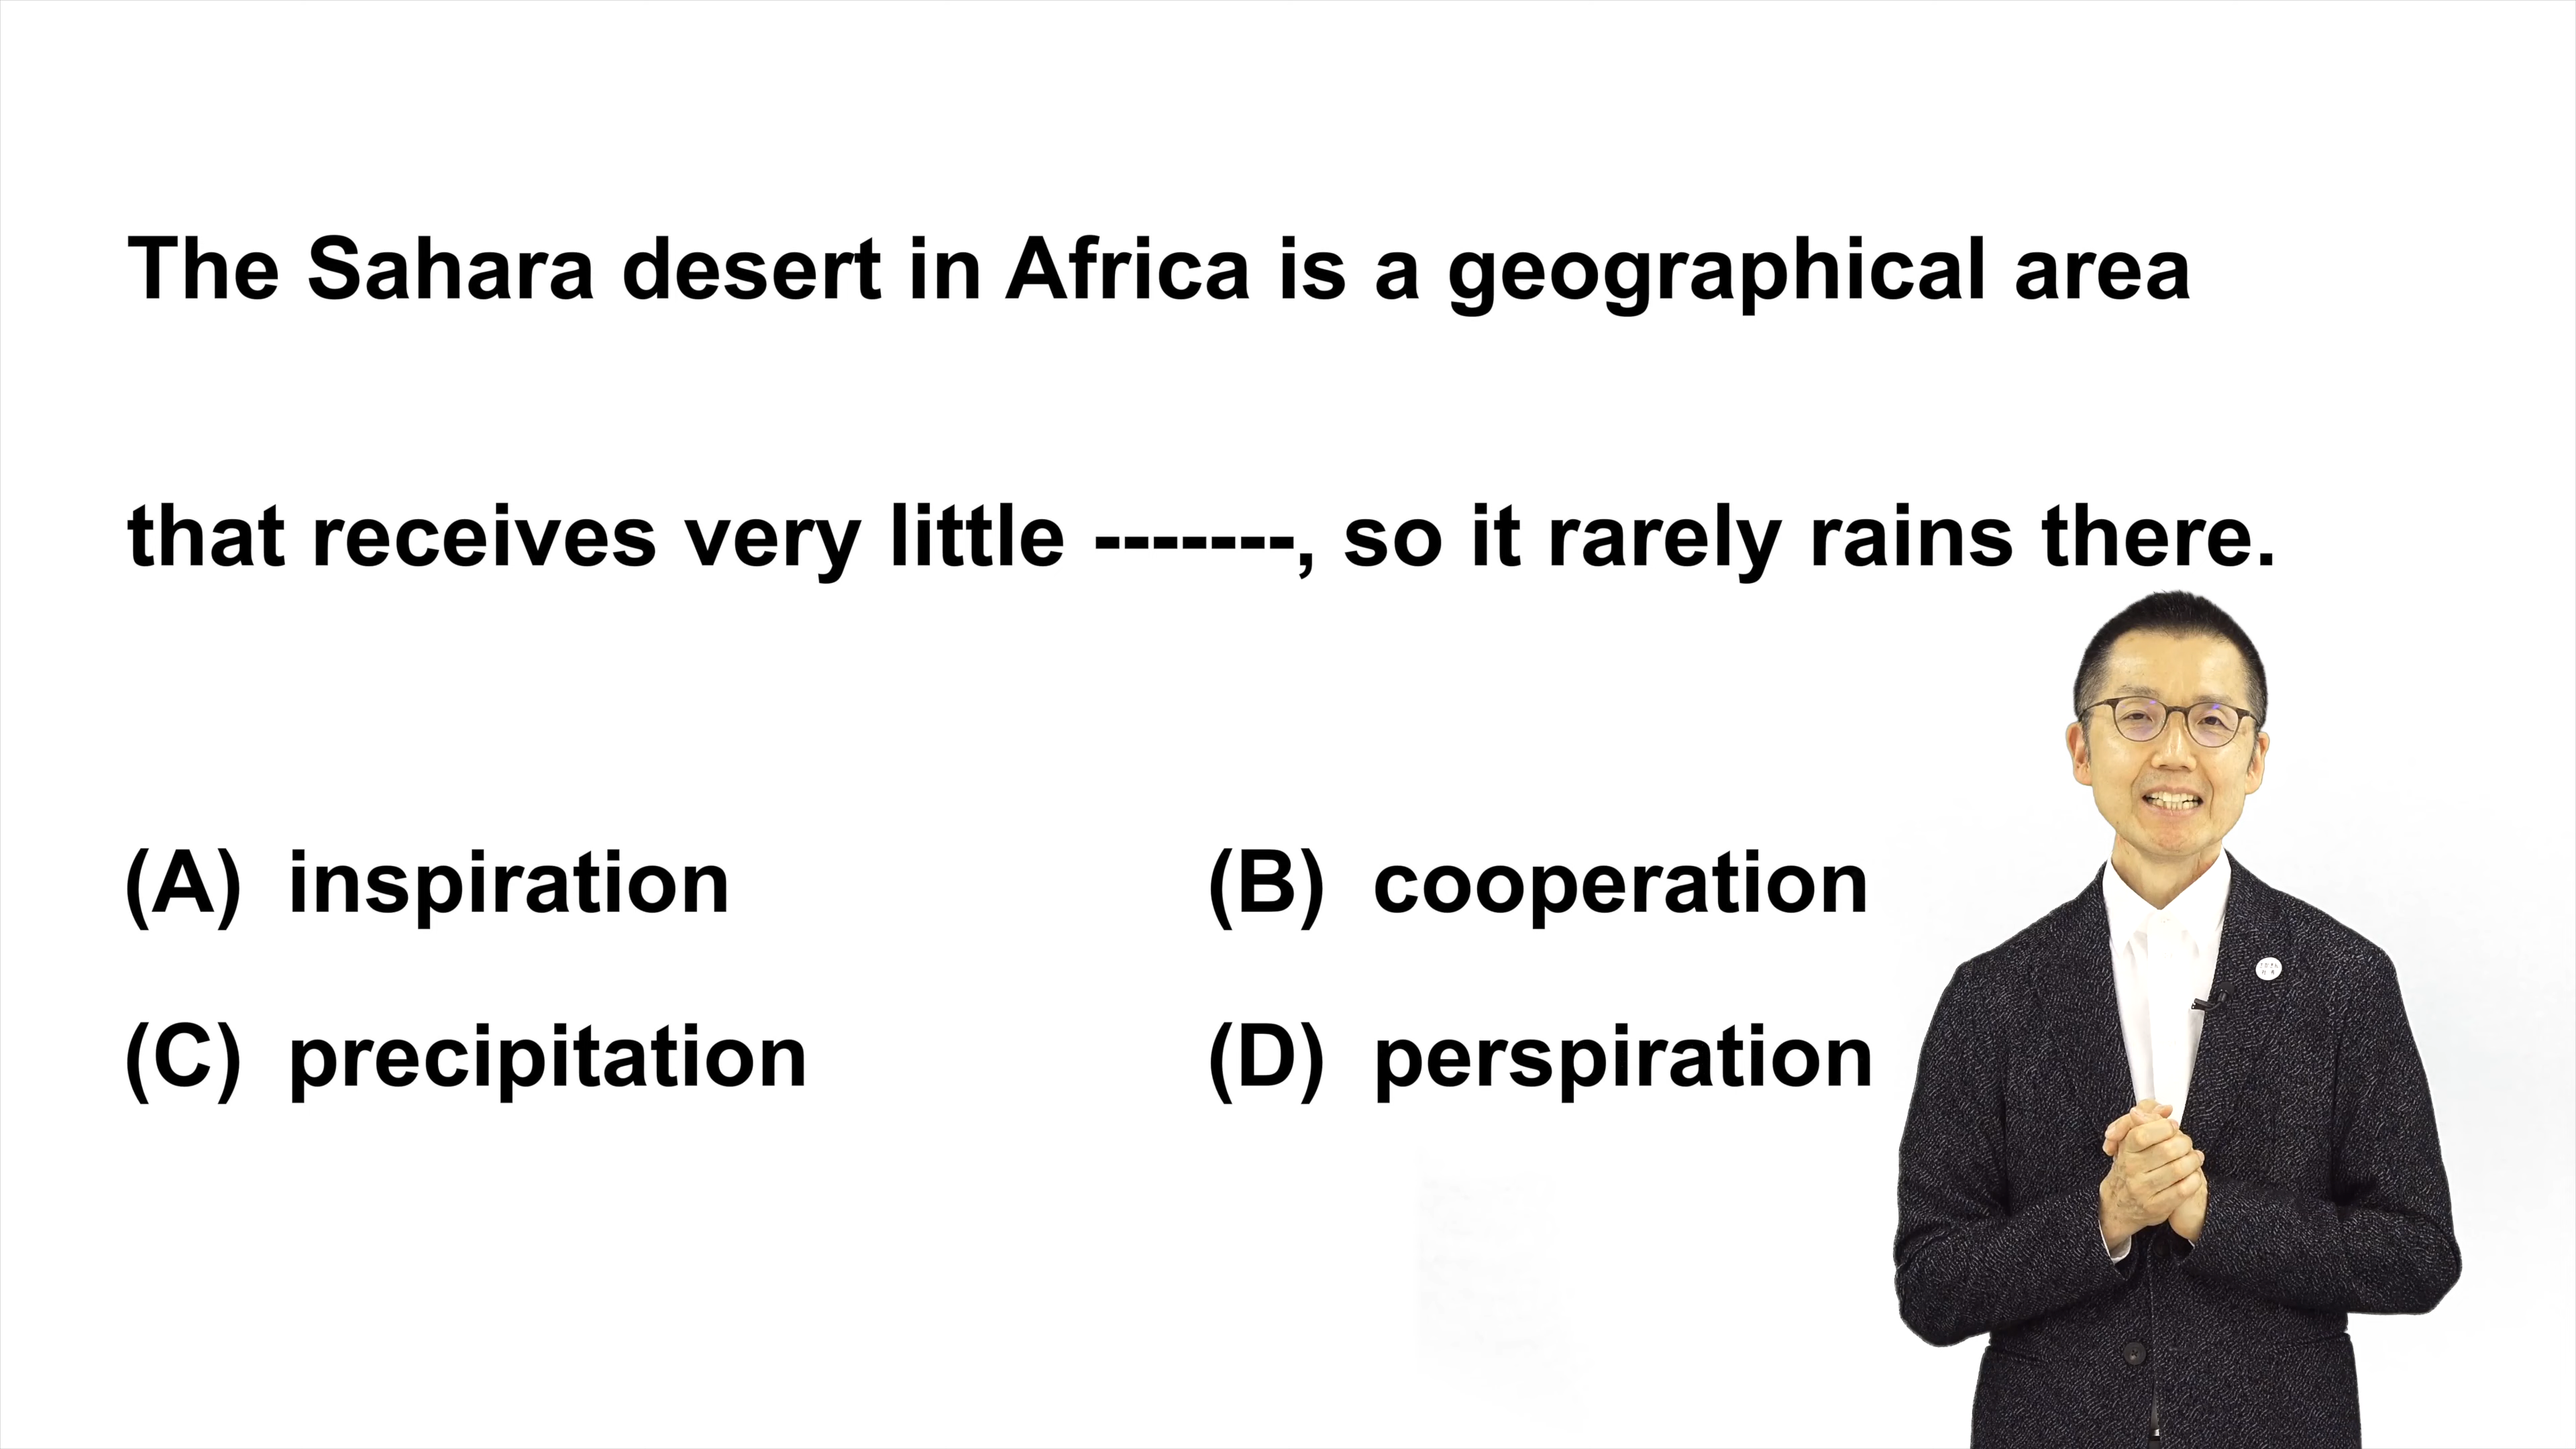 The Sahara desert in Africa is a geographical area
that receives very little -------, so it rarely rains there.
(A) inspiration
(B) cooperation
(C) precipitation
(D) perspiration